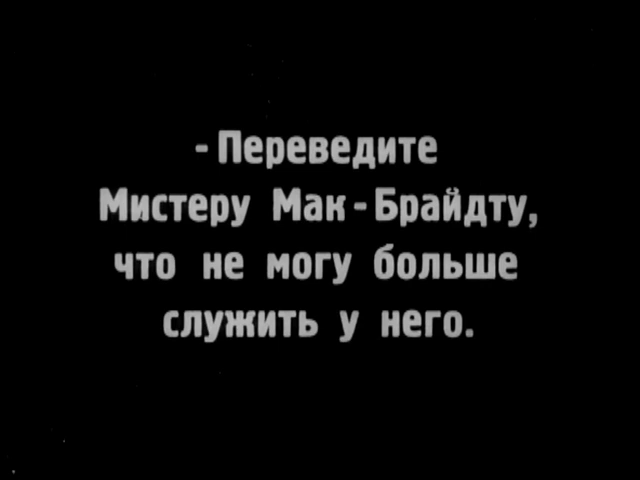 - Переведите
Мистеру Мак - Брайдту,
что не могу больше
служить у него.